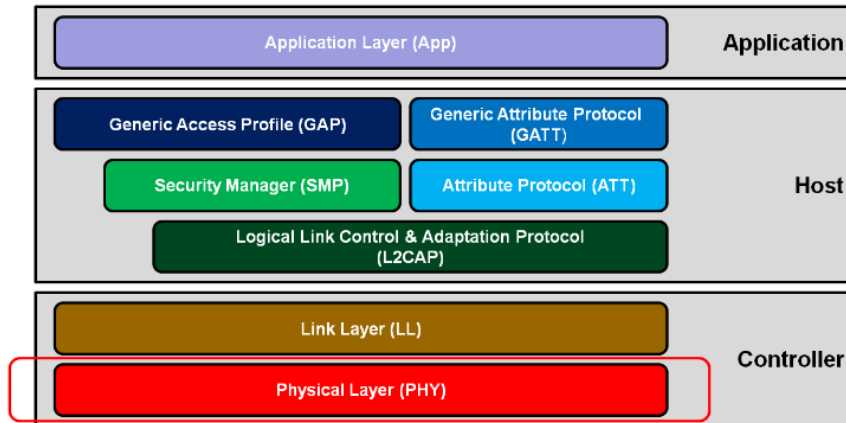 Application Layer (App)
Application
Generic Access Profile (GAP)
Generic Attribute Protocol
(GATT)
Security Manager (SMP)
Attribute Protocol (ATT)
Host
Logical Link Control & Adaptation Protocol
(L2CAP)
Link Layer (LL)
Controller
Physical Layer (PHY)